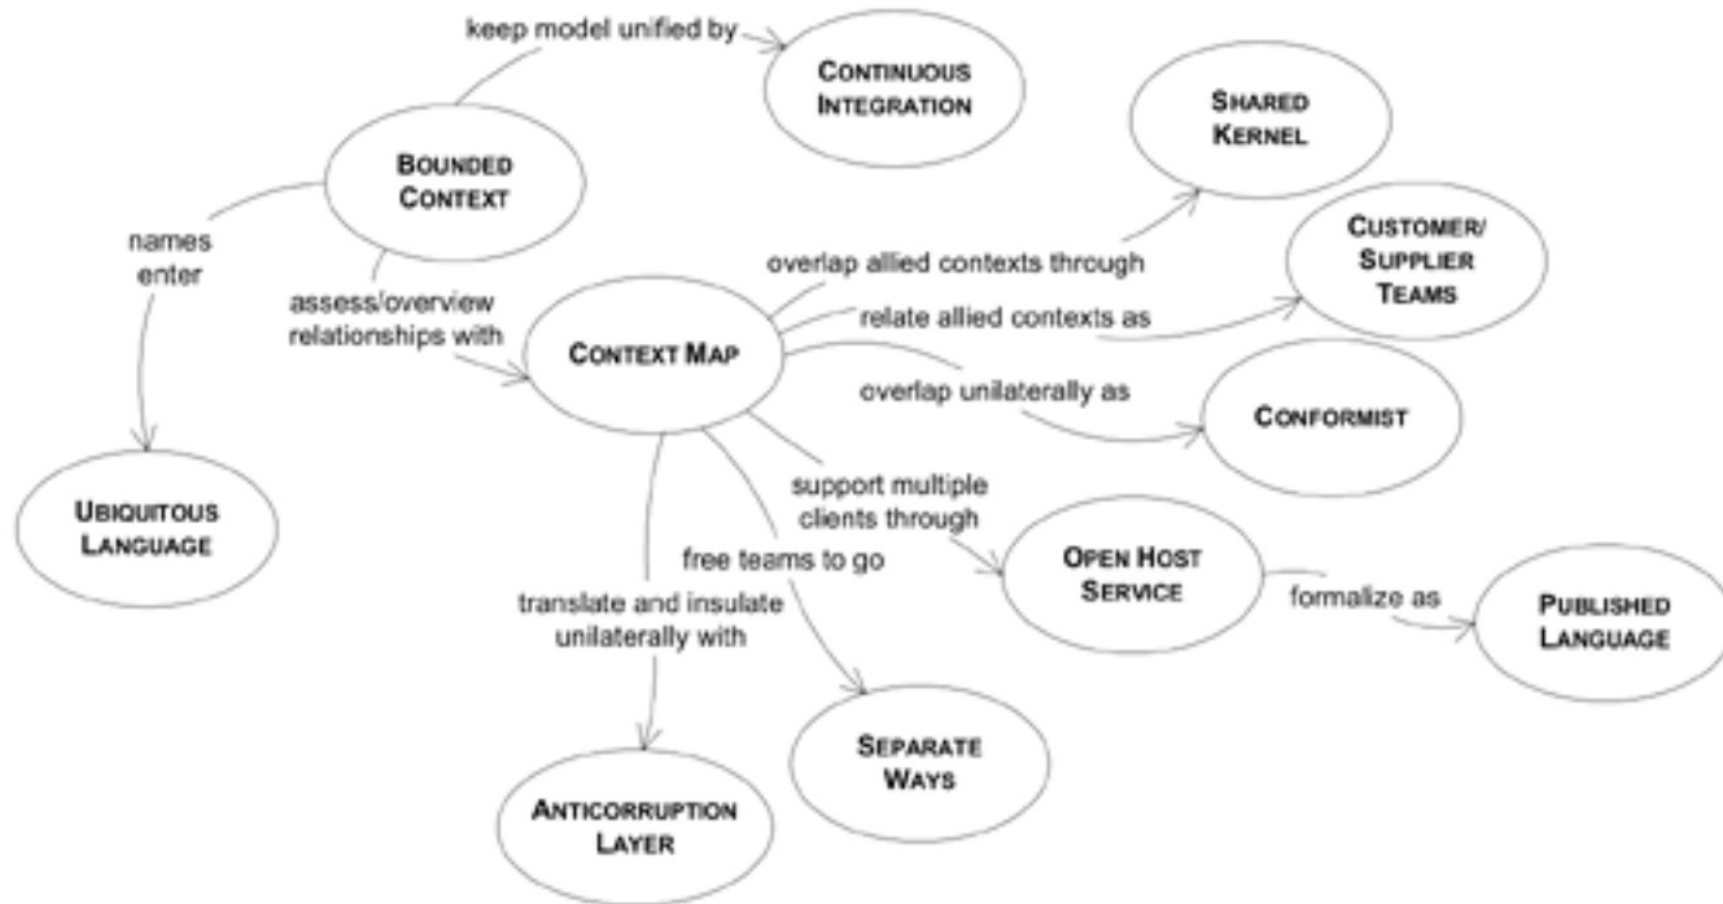 keep model unified by
CONTINUOUS
INTEGRATION
SHARED
KERNEL
BOUNDED
CONTEXT
names
enter
CUSTOMER/
SUPPLIER
TEAMS
overlap allied contexts through
assess/overview
relationships with
relate allied contexts as
CONTEXT MAP
overlap unilaterally as
CONFORMIST
support multiple
clients through
UBIQUITOUS
LANGUAGE
free teams to go
OPEN HOST
SERVICE
formalize as
PUBLISHED
LANGUAGE
translate and insulate
unilaterally with
SEPARATE
WAYS
ANTICORRUPTION
LAYER